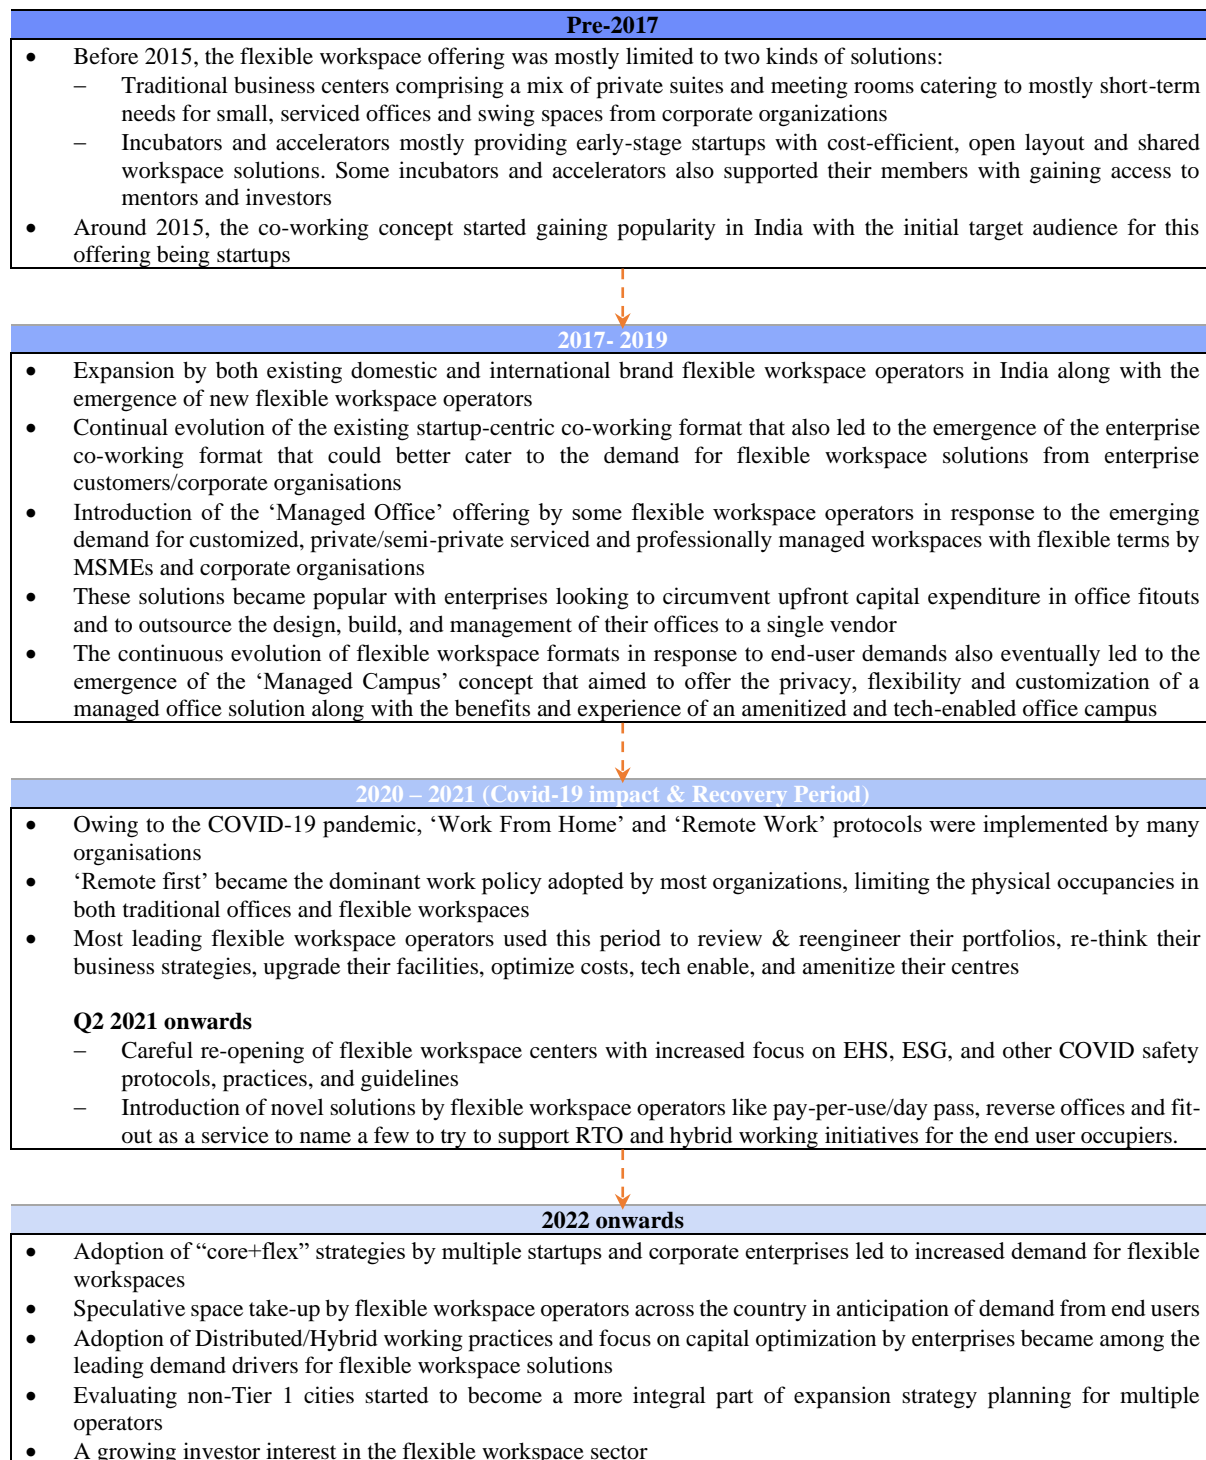 Pre-2017
• Before 2015, the flexible workspace offering was mostly limited to two kinds of solutions:
− Traditional business centers comprising a mix of private suites and meeting rooms catering to mostly short-term
needs for small, serviced offices and swing spaces from corporate organizations
− Incubators and accelerators mostly providing early-stage startups with cost-efficient, open layout and shared
workspace solutions. Some incubators and accelerators also supported their members with gaining access to
mentors and investors
• Around 2015, the co-working concept started gaining popularity in India with the initial target audience for this
offering being startups
2017- 2019
• Expansion by both existing domestic and international brand flexible workspace operators in India along with the
emergence of new flexible workspace operators
• Continual evolution of the existing startup-centric co-working format that also led to the emergence of the enterprise
co-working format that could better cater to the demand for flexible workspace solutions from enterprise
customers/corporate organisations
• Introduction of the ‘Managed Office’ offering by some flexible workspace operators in response to the emerging
demand for customized, private/semi-private serviced and professionally managed workspaces with flexible terms by
MSMEs and corporate organisations
• These solutions became popular with enterprises looking to circumvent upfront capital expenditure in office fitouts
and to outsource the design, build, and management of their offices to a single vendor
• The continuous evolution of flexible workspace formats in response to end-user demands also eventually led to the
emergence of the ‘Managed Campus’ concept that aimed to offer the privacy, flexibility and customization of a
managed office solution along with the benefits and experience of an amenitized and tech-enabled office campus
2020 – 2021 (Covid-19 impact & Recovery Period)
• Owing to the COVID-19 pandemic, ‘Work From Home’ and ‘Remote Work’ protocols were implemented by many
organisations
• ‘Remote first’ became the dominant work policy adopted by most organizations, limiting the physical occupancies in
both traditional offices and flexible workspaces
• Most leading flexible workspace operators used this period to review & reengineer their portfolios, re-think their
business strategies, upgrade their facilities, optimize costs, tech enable, and amenitize their centres
Q2 2021 onwards
− Careful re-opening of flexible workspace centers with increased focus on EHS, ESG, and other COVID safety
protocols, practices, and guidelines
− Introduction of novel solutions by flexible workspace operators like pay-per-use/day pass, reverse offices and fit-
out as a service to name a few to try to support RTO and hybrid working initiatives for the end user occupiers.
2022 onwards
• Adoption of “core+flex” strategies by multiple startups and corporate enterprises led to increased demand for flexible
workspaces
• Speculative space take-up by flexible workspace operators across the country in anticipation of demand from end users
• Adoption of Distributed/Hybrid working practices and focus on capital optimization by enterprises became among the
leading demand drivers for flexible workspace solutions
• Evaluating non-Tier 1 cities started to become a more integral part of expansion strategy planning for multiple
operators
• A growing investor interest in the flexible workspace sector